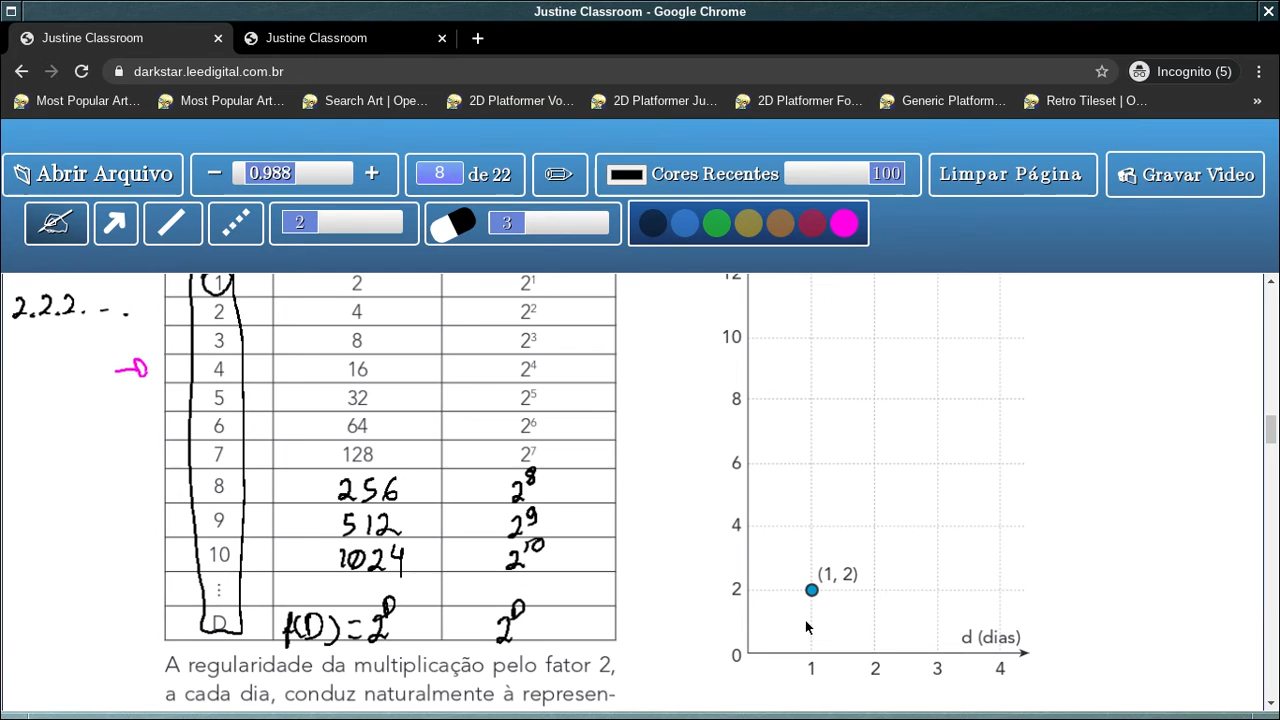 Justine Classroom - Google Chrome
Justine Classroom
Justine Classroom
darkstar.leedigital.com.br
Incognito (5)
Most Popular Art...
Most Popular Art...
Search Art | Ope...
2D Platformer Vo...
2D Platformer Ju...
2D Platformer Fo...
Generic Platform...
Retro Tileset | O...
»
Abrir Arquivo
− 0,988 +
8 de 22
Cores Recentes 100
Limpar Página
Gravar Video
2
3
2.2.2. - .
1 2 2¹
2 4 2²
3 8 2³
4 16 2⁴
5 32 2⁵
6 64 2⁶
7 128 2⁷
8 256 2⁸
9 512 2⁹
10 1024 2¹⁰
⋮
D f(D) = 2ᴰ 2ᴰ
A regularidade da multiplicação pelo fator 2,
a cada dia, conduz naturalmente à represen-
12
10
8
6
4
2
0
(1, 2)
d (dias)
1 2 3 4